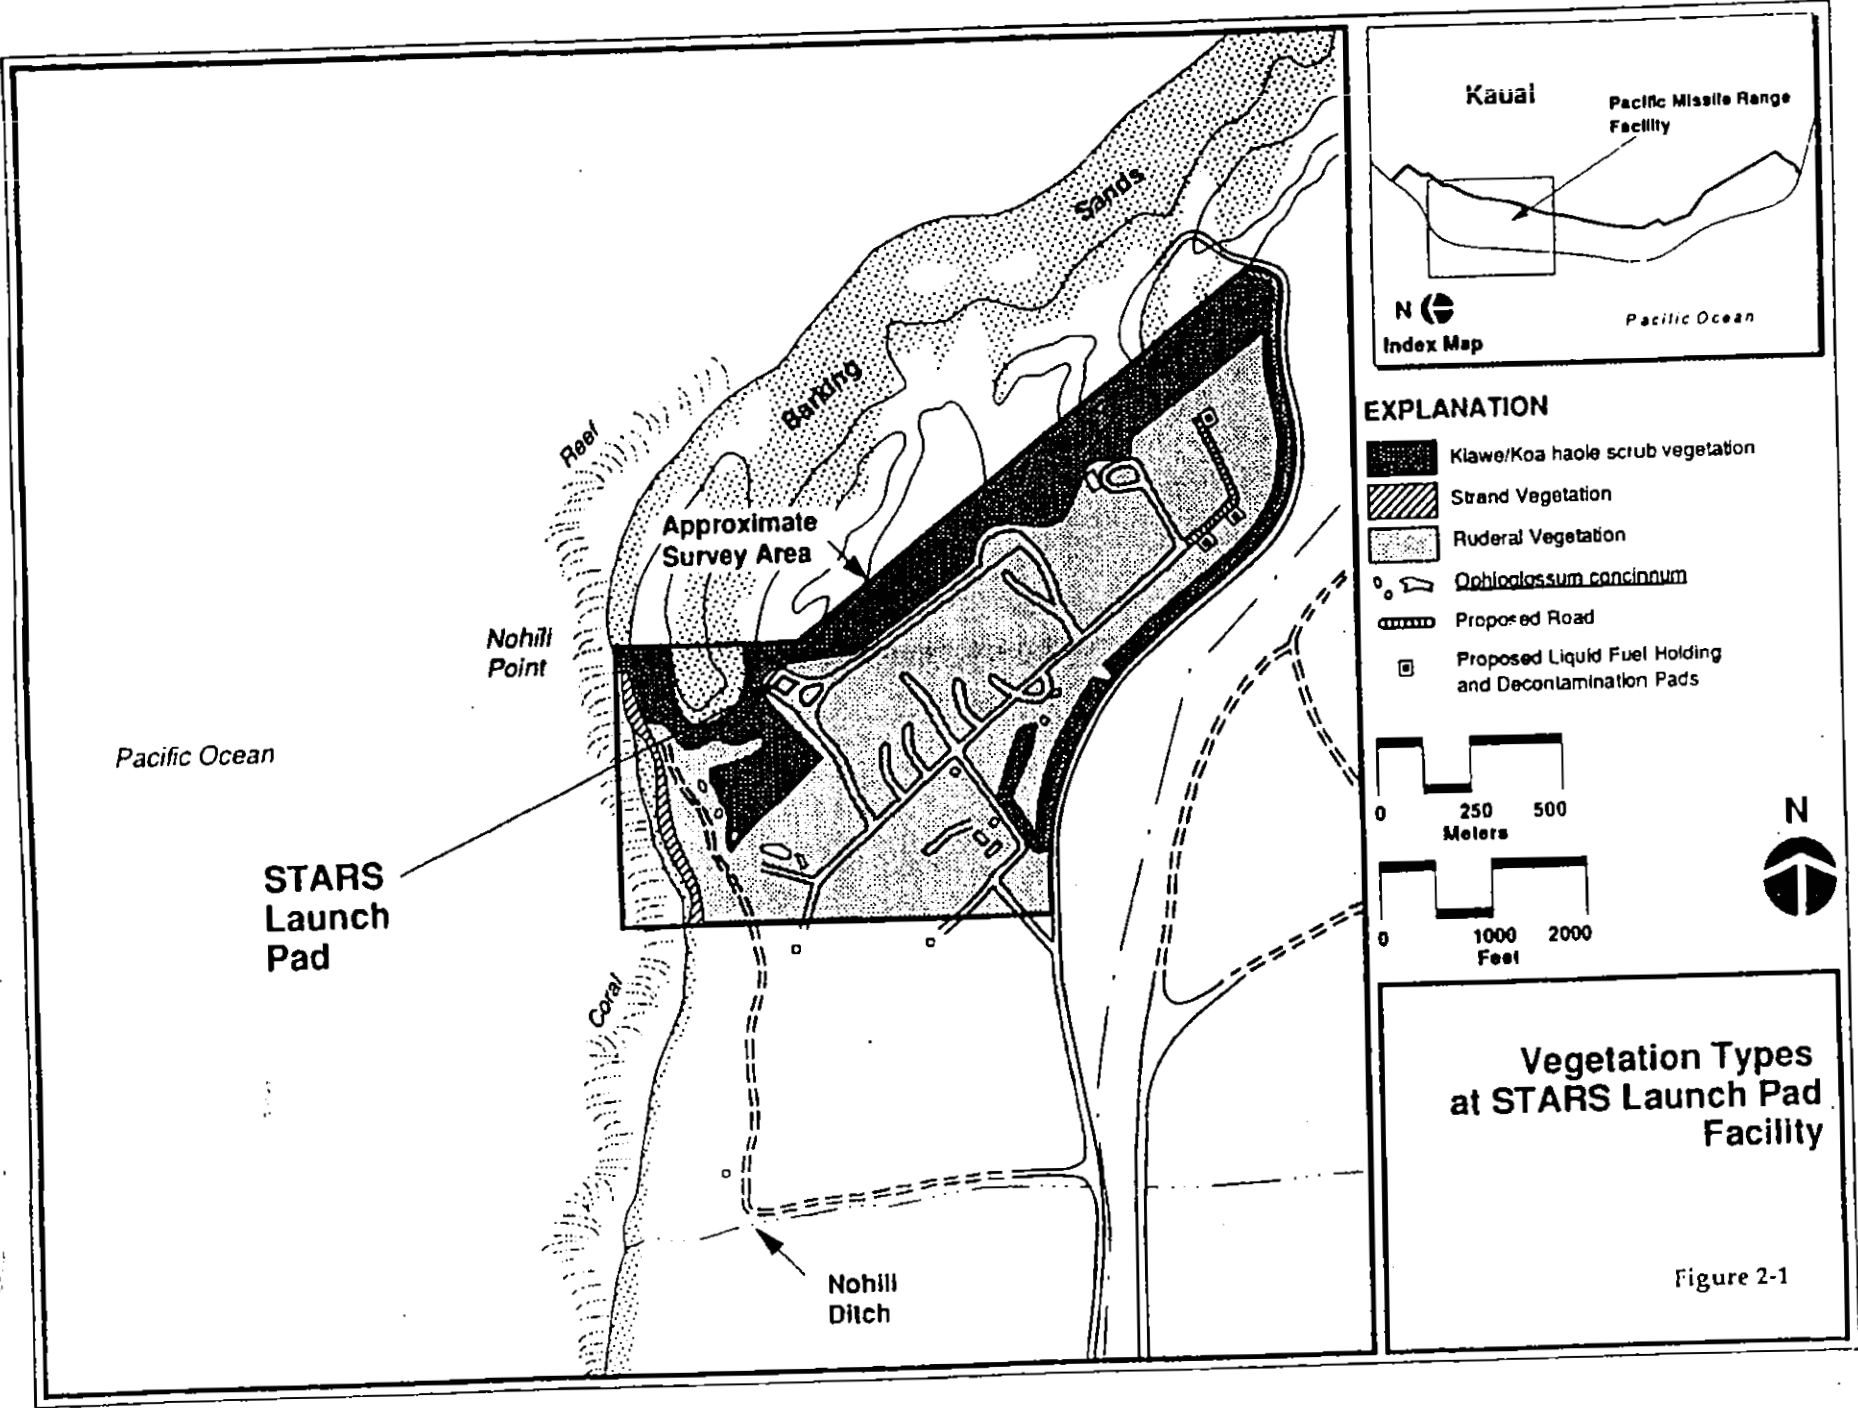 Sands
Barking
Reef
Approximate
Survey Area
Nohili
Point
Pacific Ocean
STARS
Launch
Pad
Coral
Nohili
Ditch
Kauai
Pacific Missile Range
Facility
N
Pacific Ocean
Index Map
EXPLANATION
Kiawe/Koa haole scrub vegetation
Strand Vegetation
Ruderal Vegetation
Ophioglossum concinnum
Proposed Road
Proposed Liquid Fuel Holding
and Decontamination Pads
0 250 500
Meters
N
0 1000 2000
Feet
Vegetation Types
at STARS Launch Pad
Facility
Figure 2-1